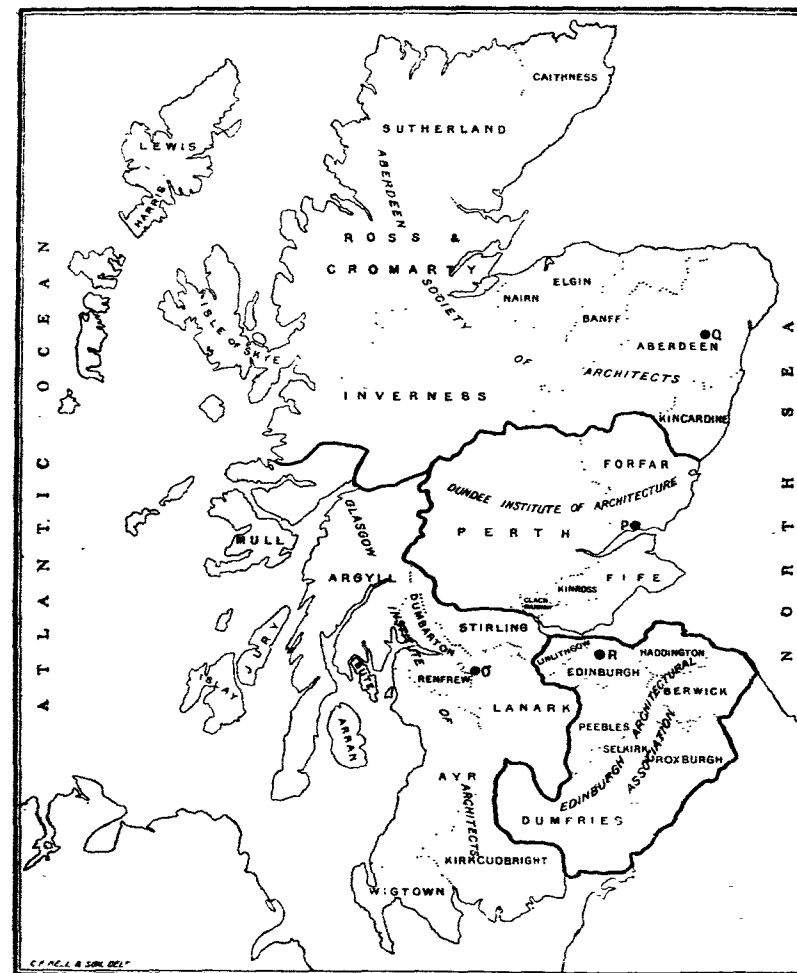 CAITHNESS
SUTHERLAND
LEWIS
HARRIS
ABERDEEN SOCIETY OF ARCHITECTS
ROSS &
CROMARTY
NAIRN
ELGIN
BANFF
ISLE OF SKYE
Q
ABERDEEN
INVERNESS
KINCARDINE
ATLANTIC OCEAN
NORTH SEA
FORFAR
DUNDEE INSTITUTE OF ARCHITECTURE
P
PERTH
GLASGOW INSTITUTE OF ARCHITECTS
MULL
ARGYLL
FIFE
KINROSS
CLACK
MANNAN
DUMBARTON
STIRLING
JURY
ISLAY
BUTE
RENFREW
O
LINLITHGOW
R
EDINBURGH
HADDINGTON
BERWICK
LANARK
ARRAN
PEEBLES
SELKIRK
ROXBURGH
EDINBURGH ARCHITECTURAL
ASSOCIATION
AYR
DUMFRIES
KIRKCUDBRIGHT
WIGTOWN